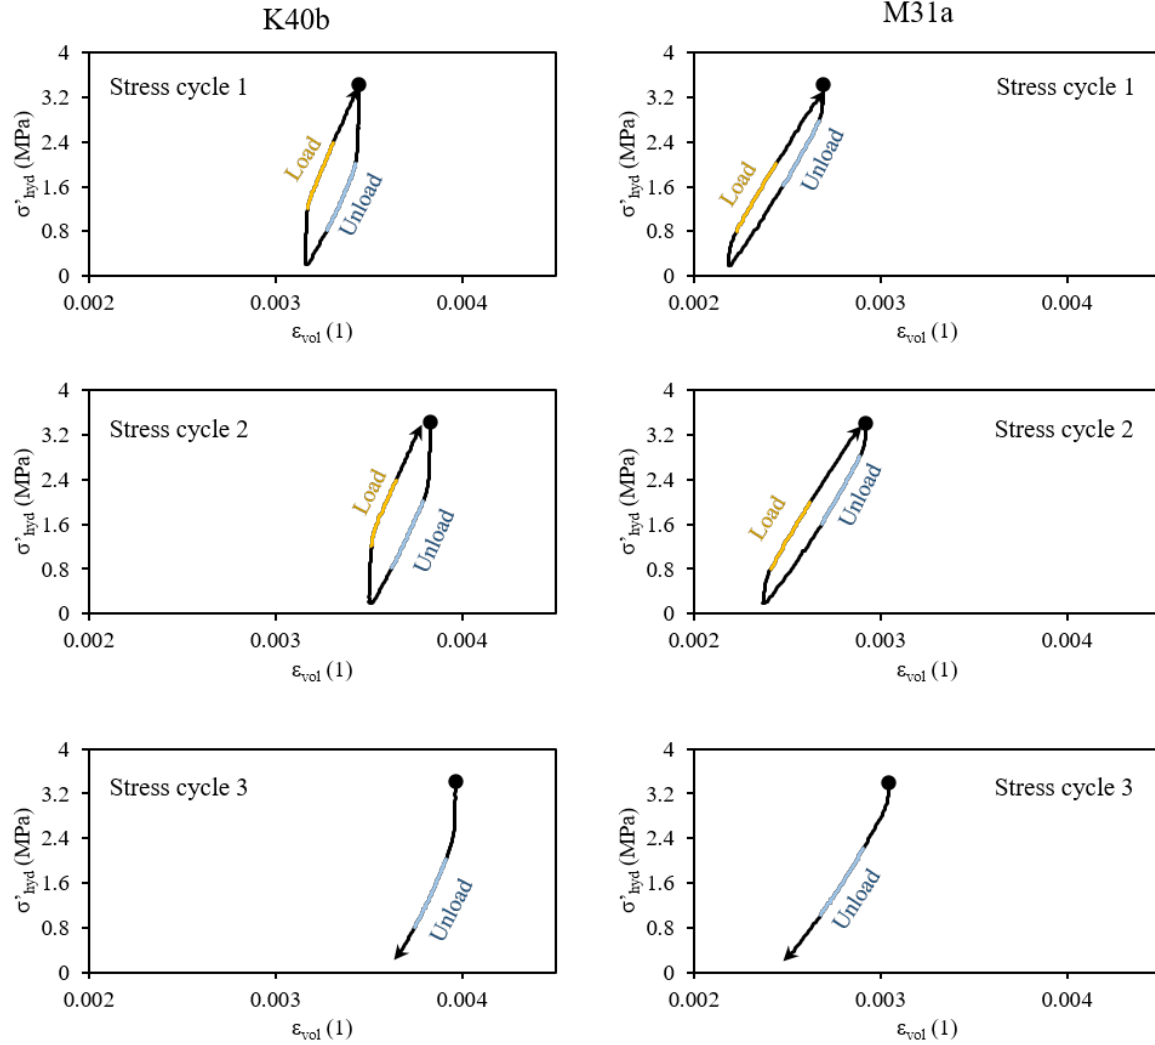 K40b
M31a
4
3.2
2.4
1.6
0.8
0
σ’hyd (MPa)
Stress cycle 1
Load
Unload
0.002
0.003
0.004
εvol (1)
4
3.2
2.4
1.6
0.8
0
σ’hyd (MPa)
Stress cycle 1
Load
Unload
0.002
0.003
0.004
εvol (1)
4
3.2
2.4
1.6
0.8
0
σ’hyd (MPa)
Stress cycle 2
Load
Unload
0.002
0.003
0.004
εvol (1)
4
3.2
2.4
1.6
0.8
0
σ’hyd (MPa)
Stress cycle 2
Load
Unload
0.002
0.003
0.004
εvol (1)
4
3.2
2.4
1.6
0.8
0
σ’hyd (MPa)
Stress cycle 3
Unload
0.002
0.003
0.004
εvol (1)
4
3.2
2.4
1.6
0.8
0
σ’hyd (MPa)
Stress cycle 3
Unload
0.002
0.003
0.004
εvol (1)